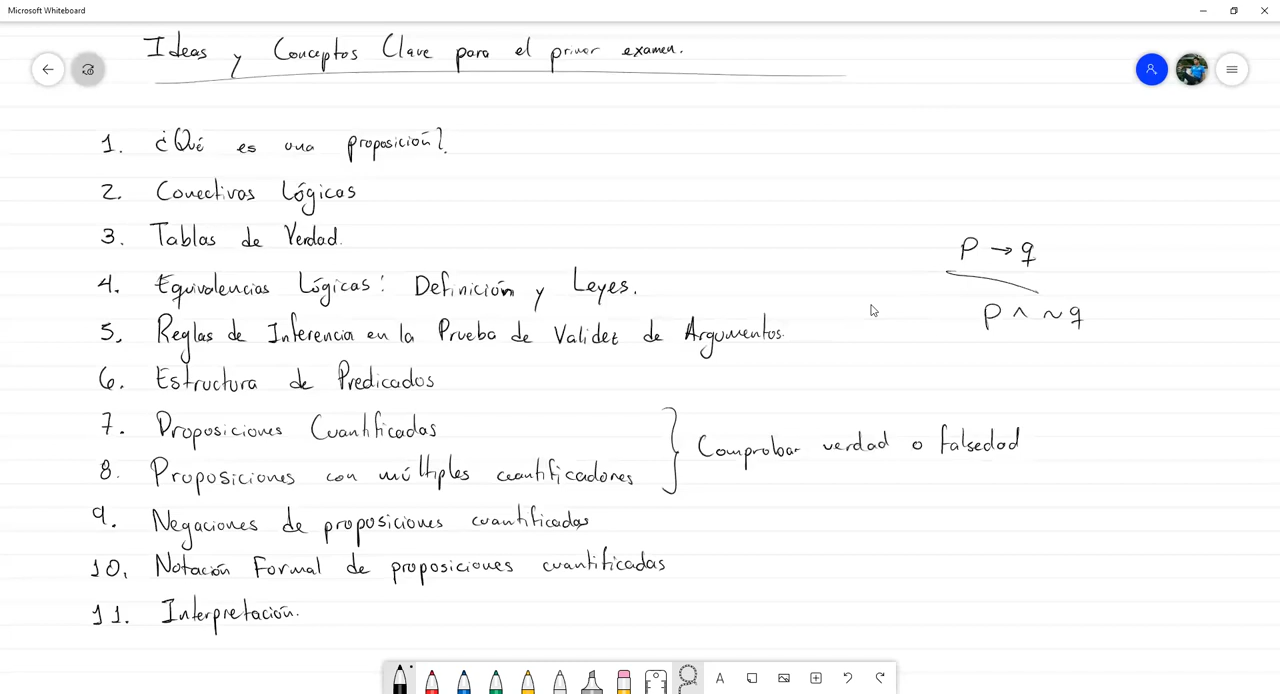 Microsoft Whiteboard
Ideas y Conceptos Clave para el primer examen.
1. ¿Qué es una proposición?.
2. Conectivas Lógicas
3. Tablas de Verdad.
4. Equivalencias Lógicas: Definición y Leyes.
5. Reglas de Inferencia en la Prueba de Validez de Argumentos.
6. Estructura de Predicados
7. Proposiciones Cuantificadas
8. Proposiciones con múltiples cuantificadores
Comprobar verdad o falsedad
9. Negaciones de proposiciones cuantificadas
10. Notación Formal de proposiciones cuantificadas
11. Interpretación.
P → q
P ∧ ~q
A